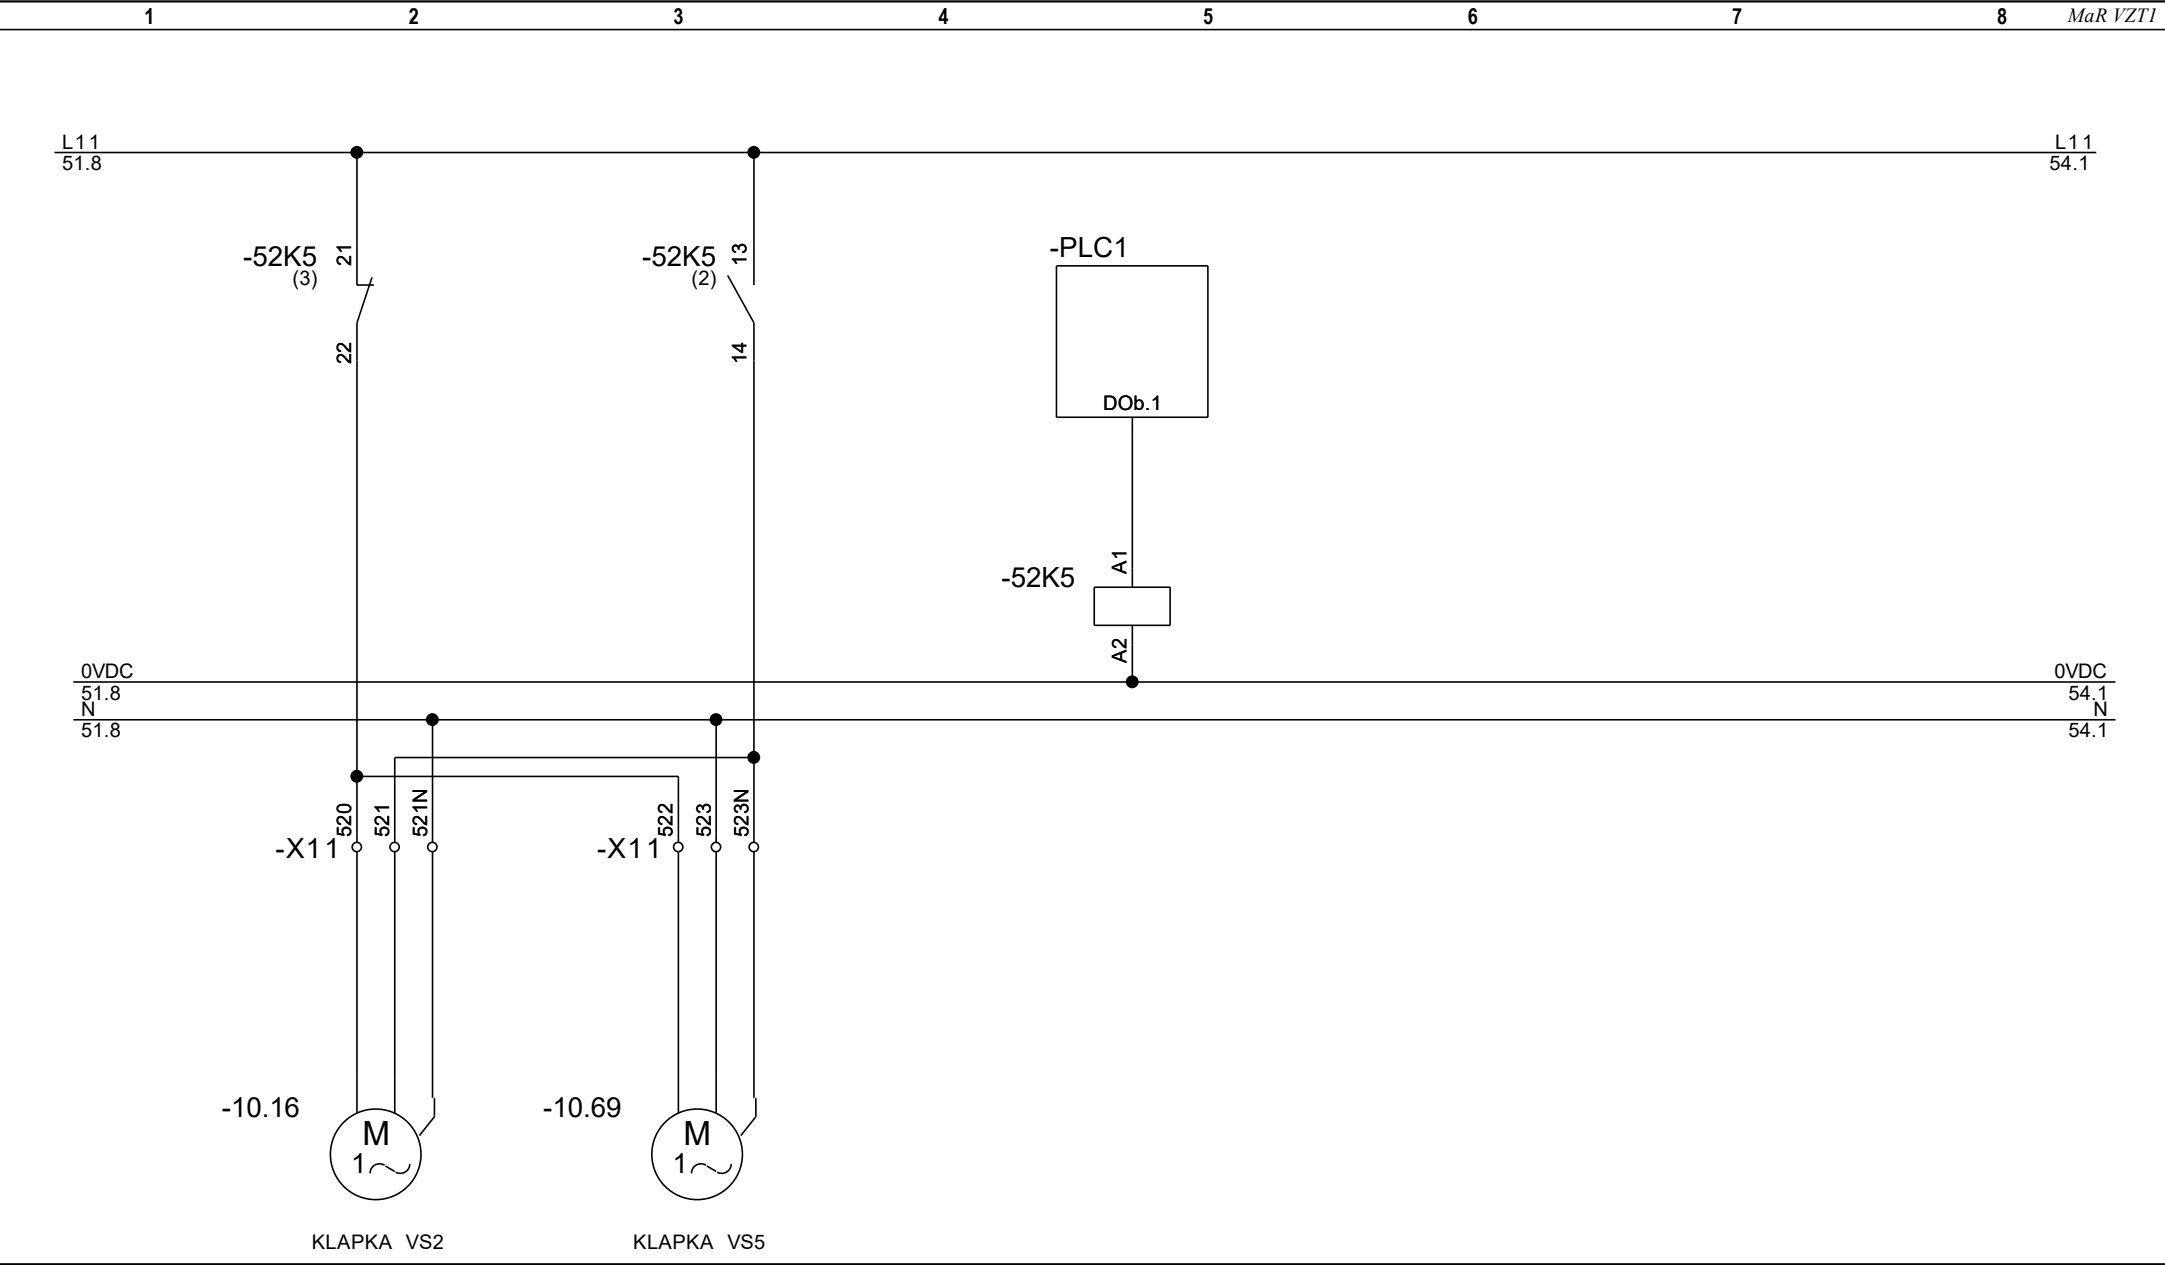 1 2 3 4 5 6 7 8 MaR VZT1
L11 L11
51.8 54.1
-52K5 21
(3)
22
-52K5 13
(2)
14
-PLC1
DOb.1
A1
-52K5
A2
0VDC 0VDC
51.8 54.1
N N
51.8 54.1
520 521 521N 522 523 523N
-X11 -X11
-10.16 -10.69
M M
1 1
KLAPKA VS2 KLAPKA VS5